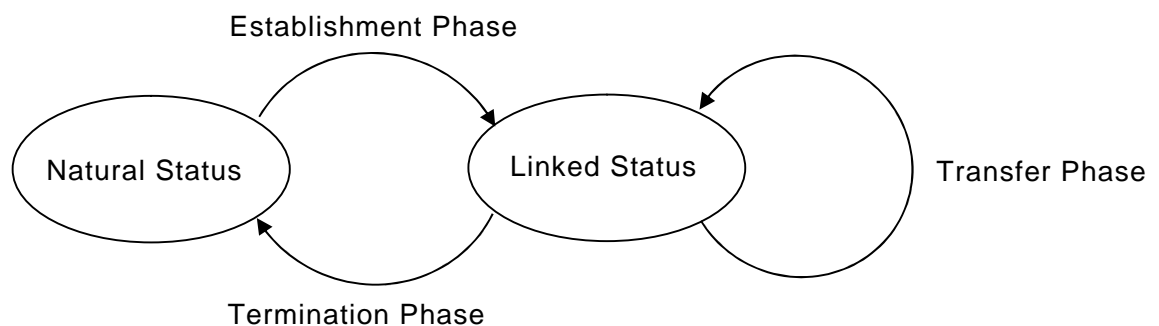 Establishment Phase
Natural Status
Linked Status
Transfer Phase
Termination Phase